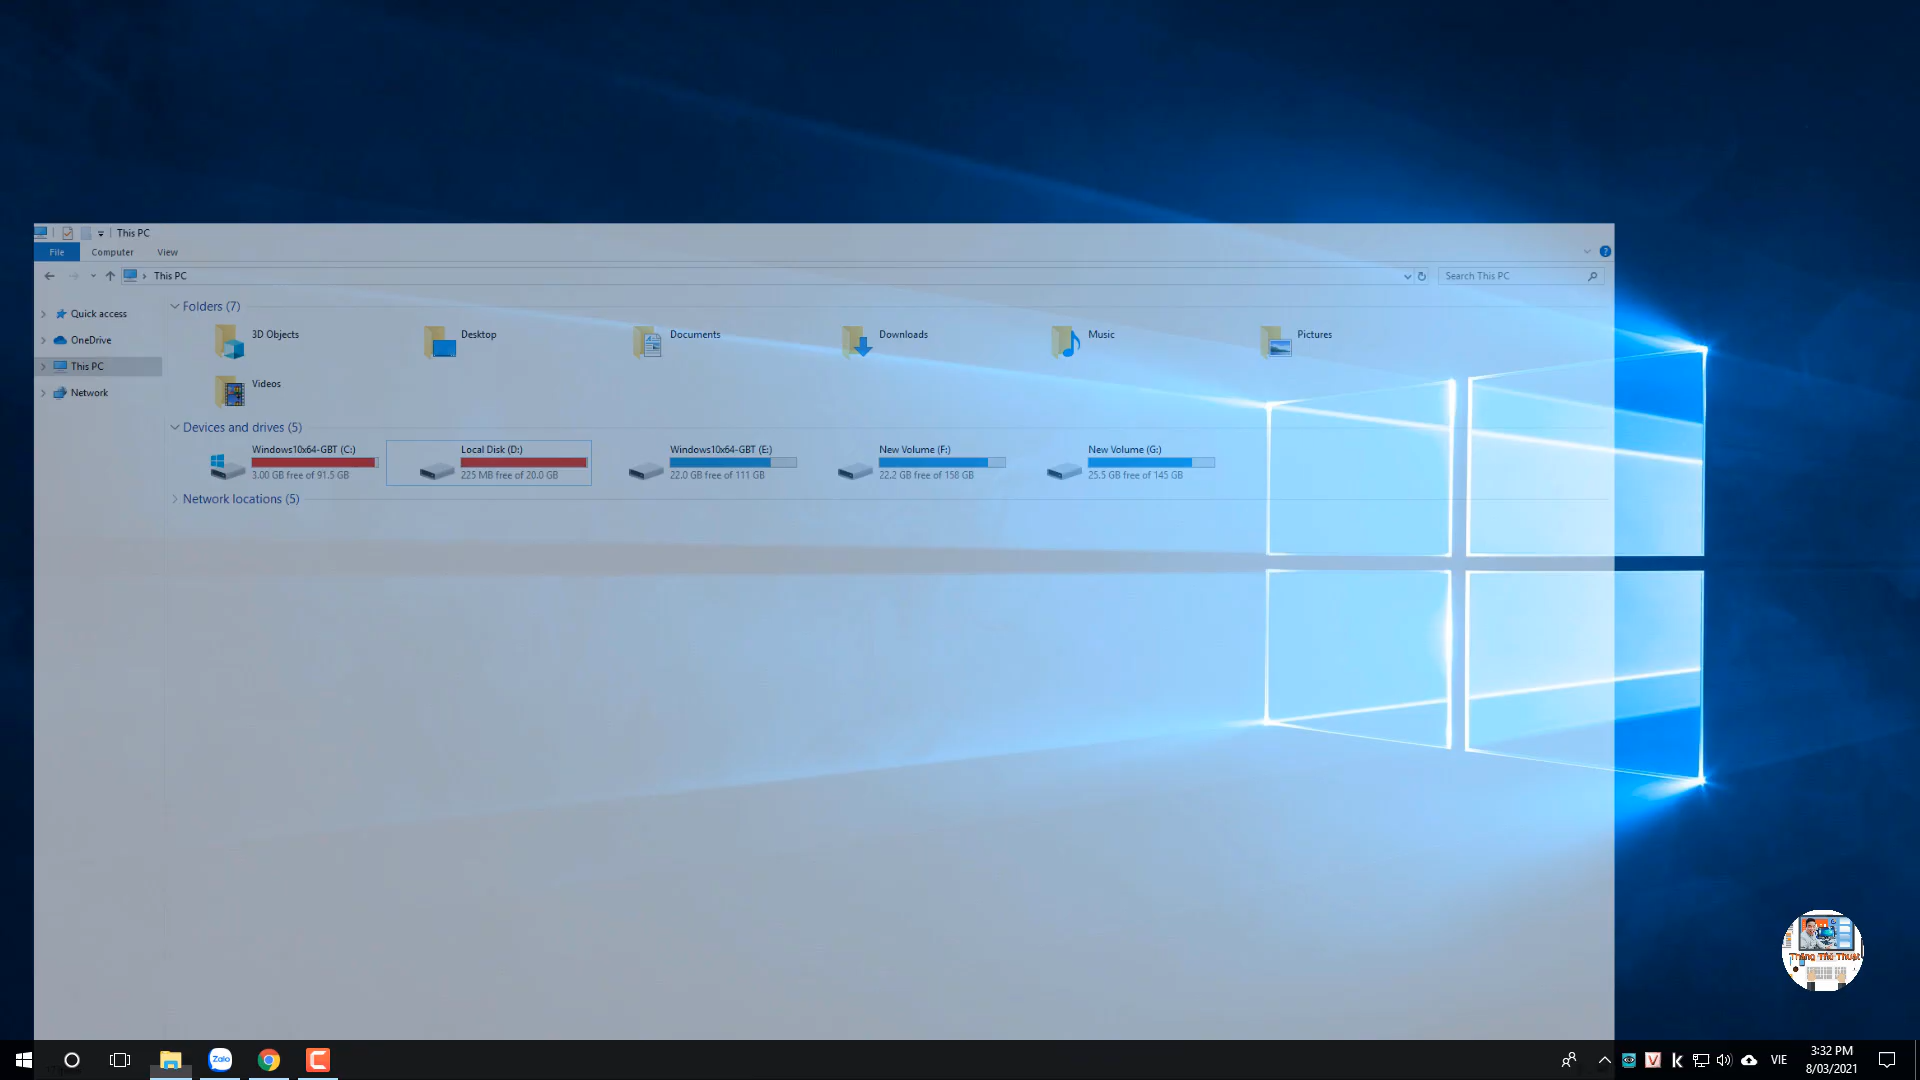 This PC
File Computer View
This PC Search This PC
Quick access
OneDrive
This PC
Network
Folders (7)
3D Objects Desktop Documents Downloads Music Pictures
Videos
Devices and drives (5)
Windows10x64-GBT (C:) Local Disk (D:) Windows10x64-GBT (E:) New Volume (F:) New Volume (G:)
3.00 GB free of 91.5 GB 225 MB free of 20.0 GB 22.0 GB free of 111 GB 22.2 GB free of 158 GB 25.5 GB free of 145 GB
Network locations (5)
Thắng Thủ Thuật
Zalo
VIE
3:32 PM
8/03/2021